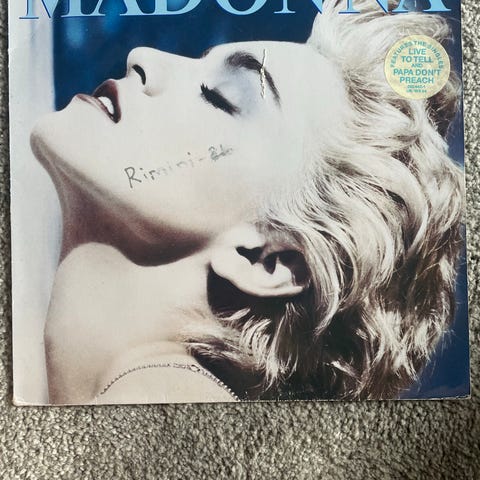 MADONNA
FEATURES THE SINGLES
LIVE
TO TELL
AND
PAPA DON'T
PREACH
Rimini-86